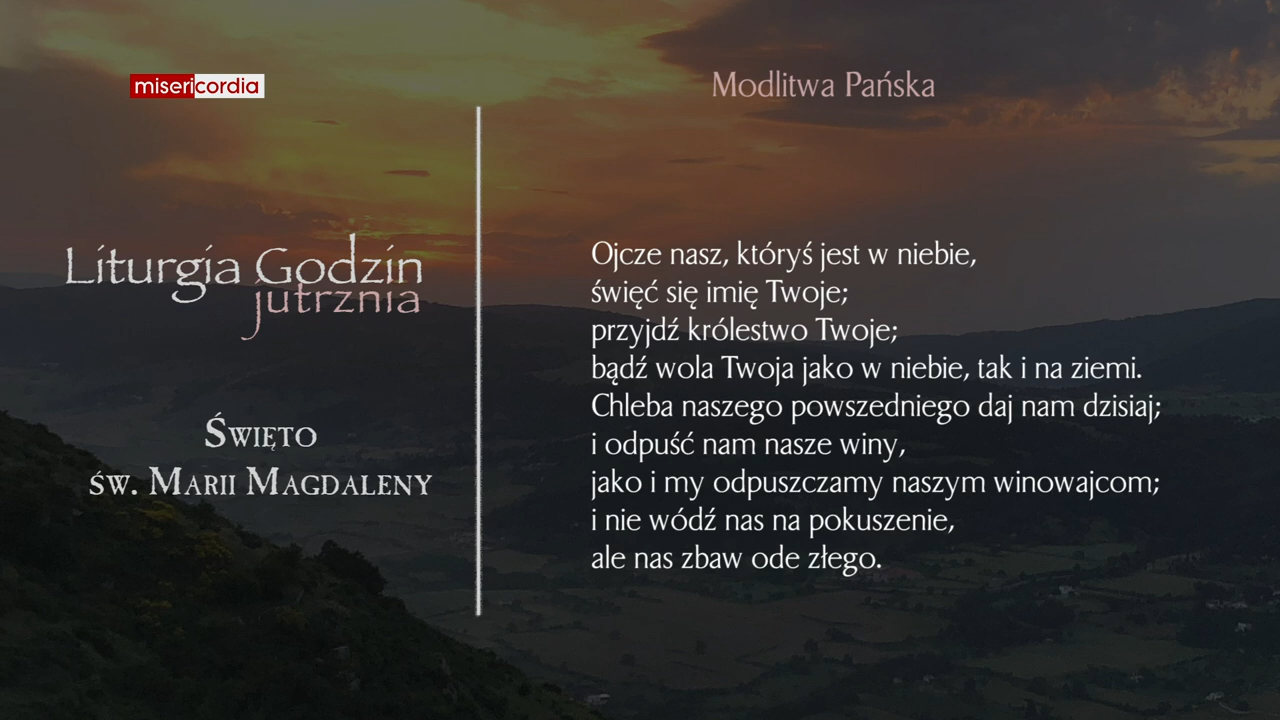 misericordia
Liturgia Godzin
jutrznia
Święto
św. Marii Magdaleny
Modlitwa Pańska
Ojcze nasz, któryś jest w niebie,
święć się imię Twoje;
przyjdź królestwo Twoje;
bądź wola Twoja jako w niebie, tak i na ziemi.
Chleba naszego powszedniego daj nam dzisiaj;
i odpuść nam nasze winy,
jako i my odpuszczamy naszym winowajcom;
i nie wódź nas na pokuszenie,
ale nas zbaw ode złego.